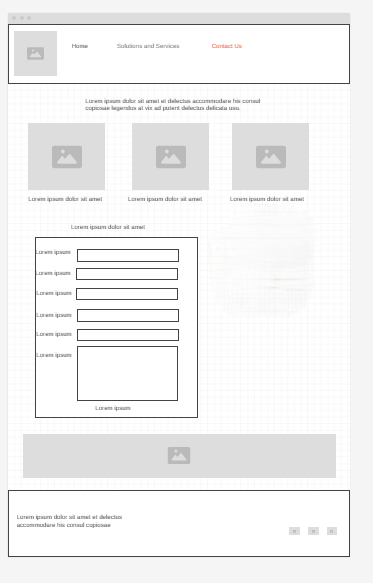 Home Solutions and Services Contact Us
Lorem ipsum dolor sit amet et delectus accommodare his consul
copiosae legendos at vix ad putent delectus delicata usu.
Lorem ipsum dolor sit amet Lorem ipsum dolor sit amet Lorem ipsum dolor sit amet
Lorem ipsum dolor sit amet
Lorem ipsum
Lorem ipsum
Lorem ipsum
Lorem ipsum
Lorem ipsum
Lorem ipsum
Lorem ipsum
Lorem ipsum dolor sit amet et delectus
accommodare his consul copiosae